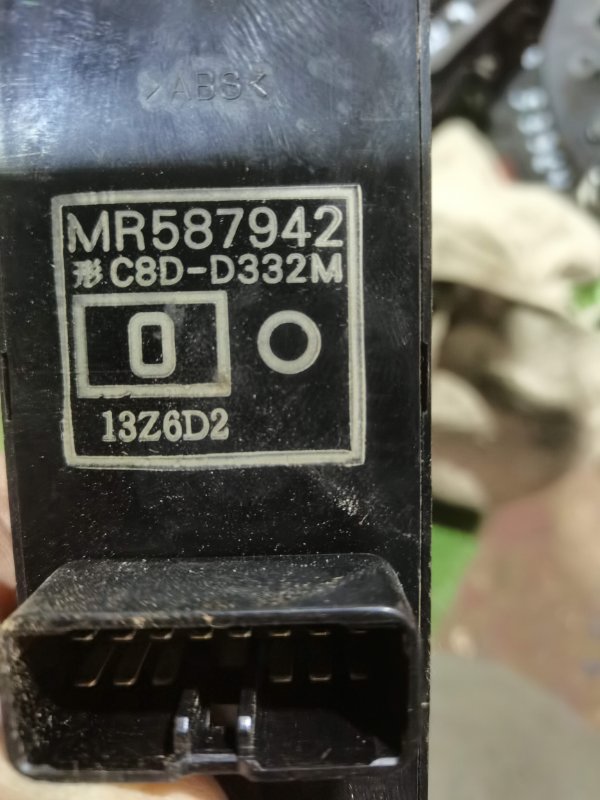 >ABS<
MR587942
形 C8D-D332M
0 O
13Z6D2